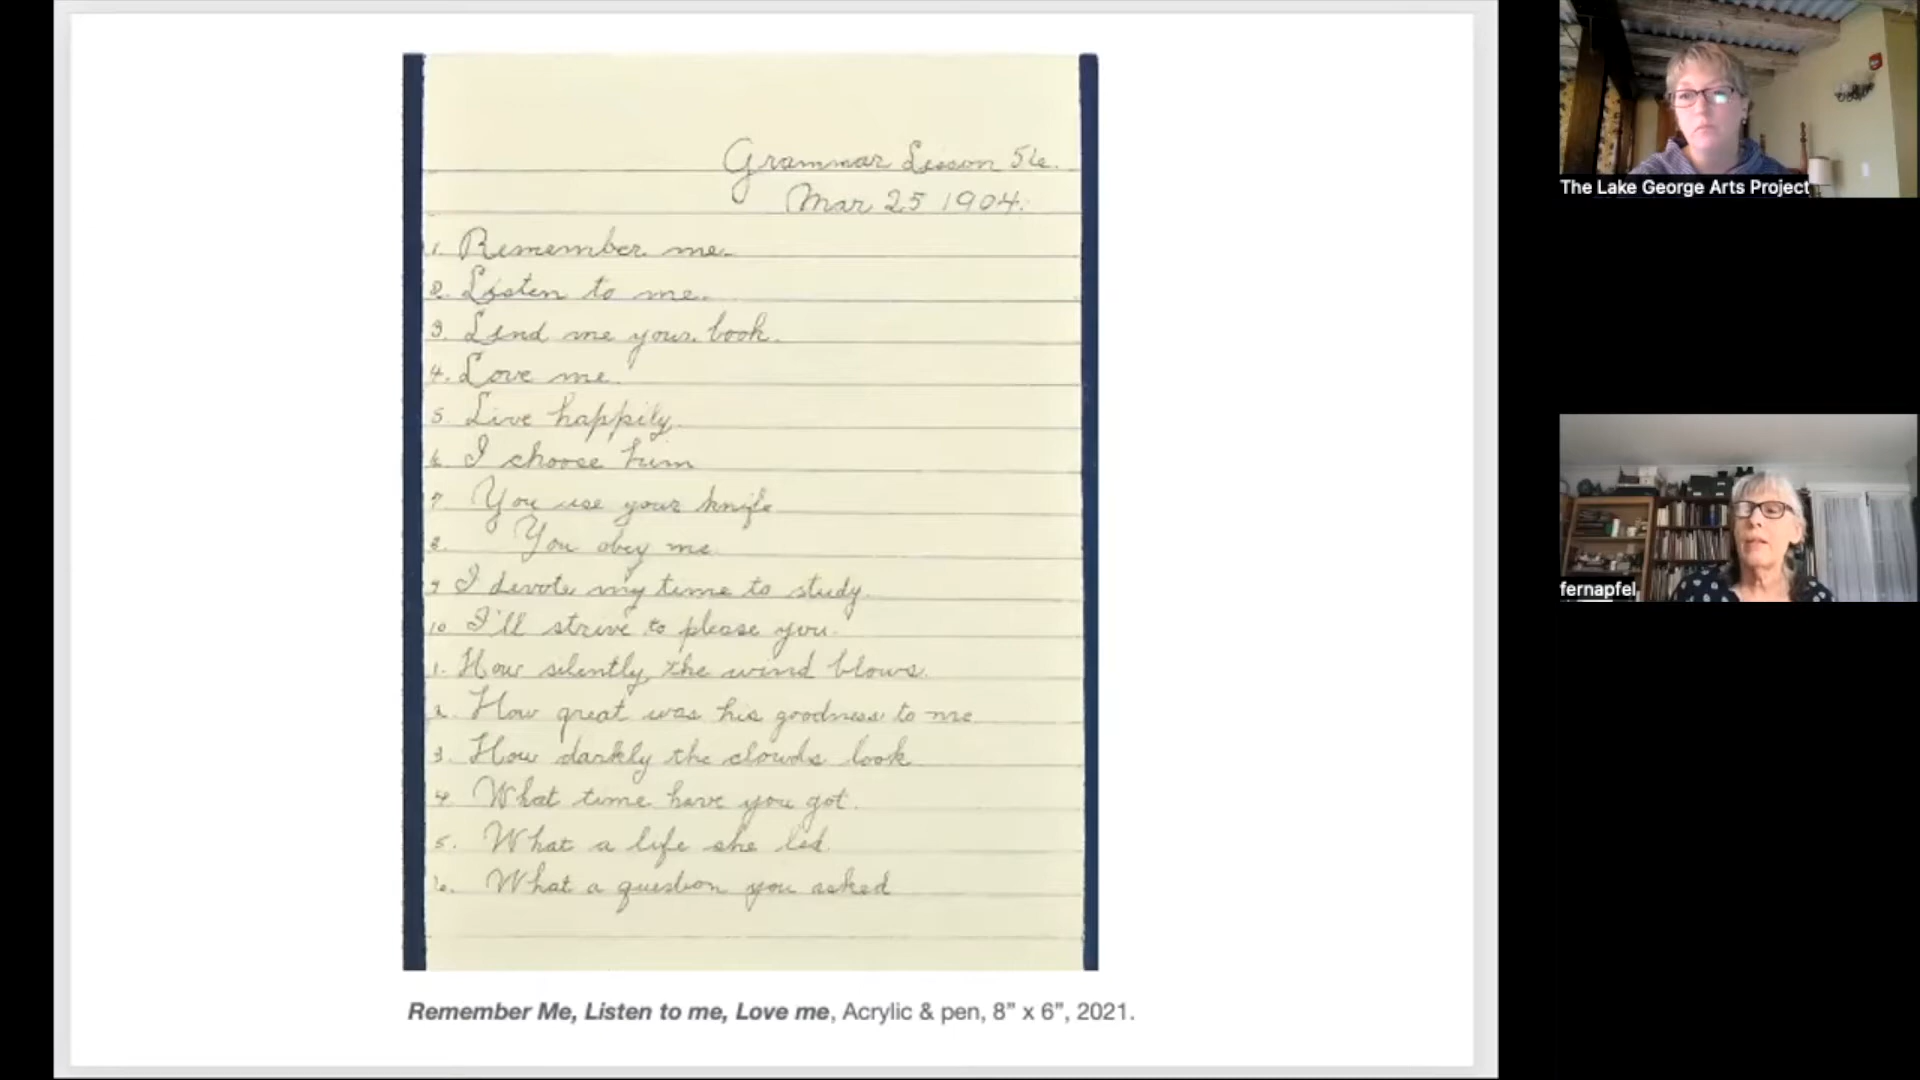 Grammar Lesson 56.
Mar 25 1904.
1. Remember me.
2. Listen to me.
3. Lend me your book.
4. Love me.
5. Live happily.
6. I choose him
7 You use your knife
8. You obey me.
9 I devote my time to study.
10 I'll strive to please you.
1. How silently the wind blows.
2. How great was his goodness to me
3. How darkly the clouds look
4. What time have you got.
5. What a life she led.
6. What a question you asked
Remember Me, Listen to me, Love me, Acrylic & pen, 8” x 6”, 2021.
The Lake George Arts Project
fernapfel